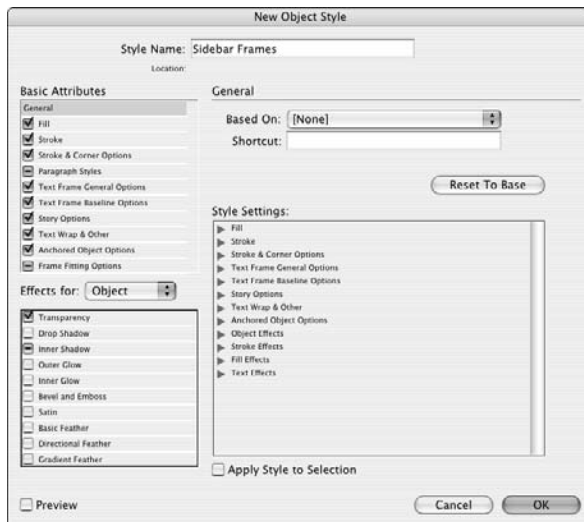 New Object Style
Style Name: Sidebar Frames
Location:
Basic Attributes
General
Fill
Stroke
Stroke & Corner Options
Paragraph Styles
Text Frame General Options
Text Frame Baseline Options
Story Options
Text Wrap & Other
Anchored Object Options
Frame Fitting Options
Effects for: Object
Transparency
Drop Shadow
Inner Shadow
Outer Glow
Inner Glow
Bevel and Emboss
Satin
Basic Feather
Directional Feather
Gradient Feather
Preview
General
Based On: [None]
Shortcut:
Reset To Base
Style Settings:
Fill
Stroke
Stroke & Corner Options
Text Frame General Options
Text Frame Baseline Options
Story Options
Text Wrap & Other
Anchored Object Options
Object Effects
Stroke Effects
Fill Effects
Text Effects
Apply Style to Selection
Cancel
OK